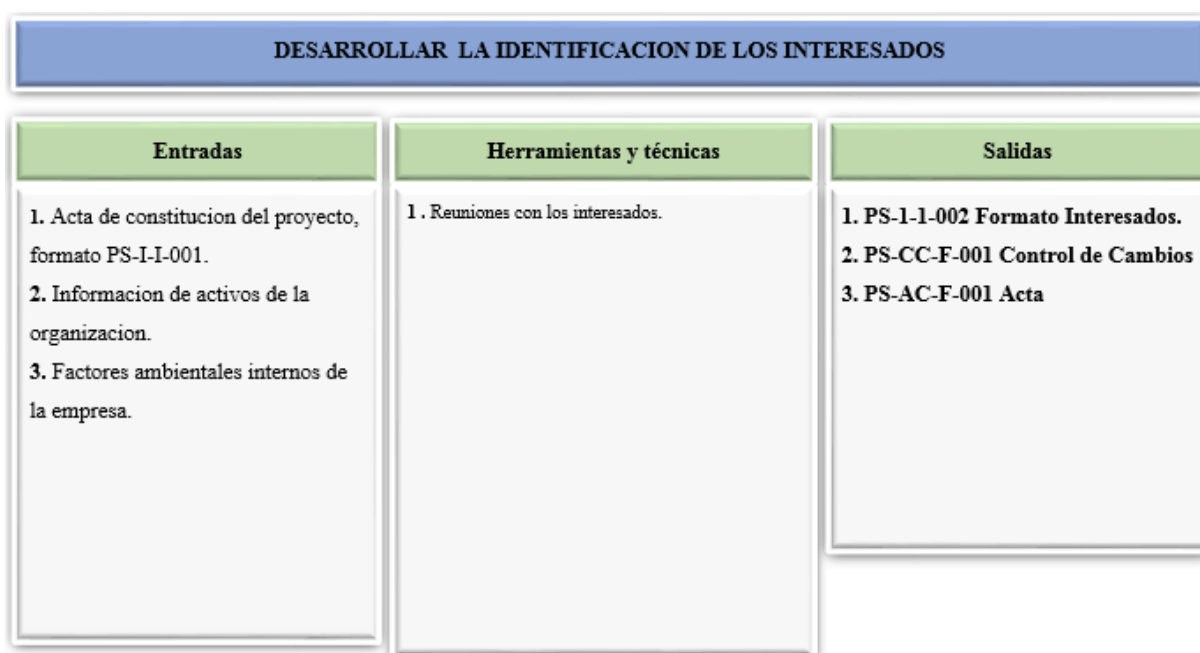 DESARROLLAR LA IDENTIFICACION DE LOS INTERESADOS
Entradas
1. Acta de constitucion del proyecto,
formato PS-I-I-001.
2. Informacion de activos de la
organizacion.
3. Factores ambientales internos de
la empresa.
Herramientas y técnicas
1 . Reuniones con los interesados.
Salidas
1. PS-1-1-002 Formato Interesados.
2. PS-CC-F-001 Control de Cambios
3. PS-AC-F-001 Acta